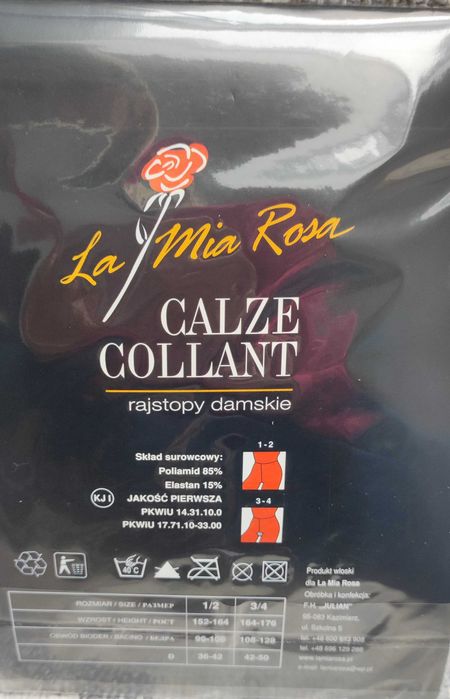 La Mia Rosa
CALZE
COLLANT
rajstopy damskie
Skład surowcowy:
Poliamid 85%
Elastan 15%
KJ I JAKOŚĆ PIERWSZA
PKWIU 14.31.10.0
PKWIU 17.71.10-33.00
1 - 2
3 - 4
40°C
Produkt włoski
dla La Mia Rosa
Obróbka i konfekcja:
F.H. „JULIAN"
95-083 Kazimierz,
ul. Szkolna 5
ROZMIAR / SIZE / РАЗМЕР 1/2 3/4
WZROST / HEIGHT / РОСТ 152-164 164-176
OBWÓD BIODER / BACINO / БЕДРА
D 36-42 42-50